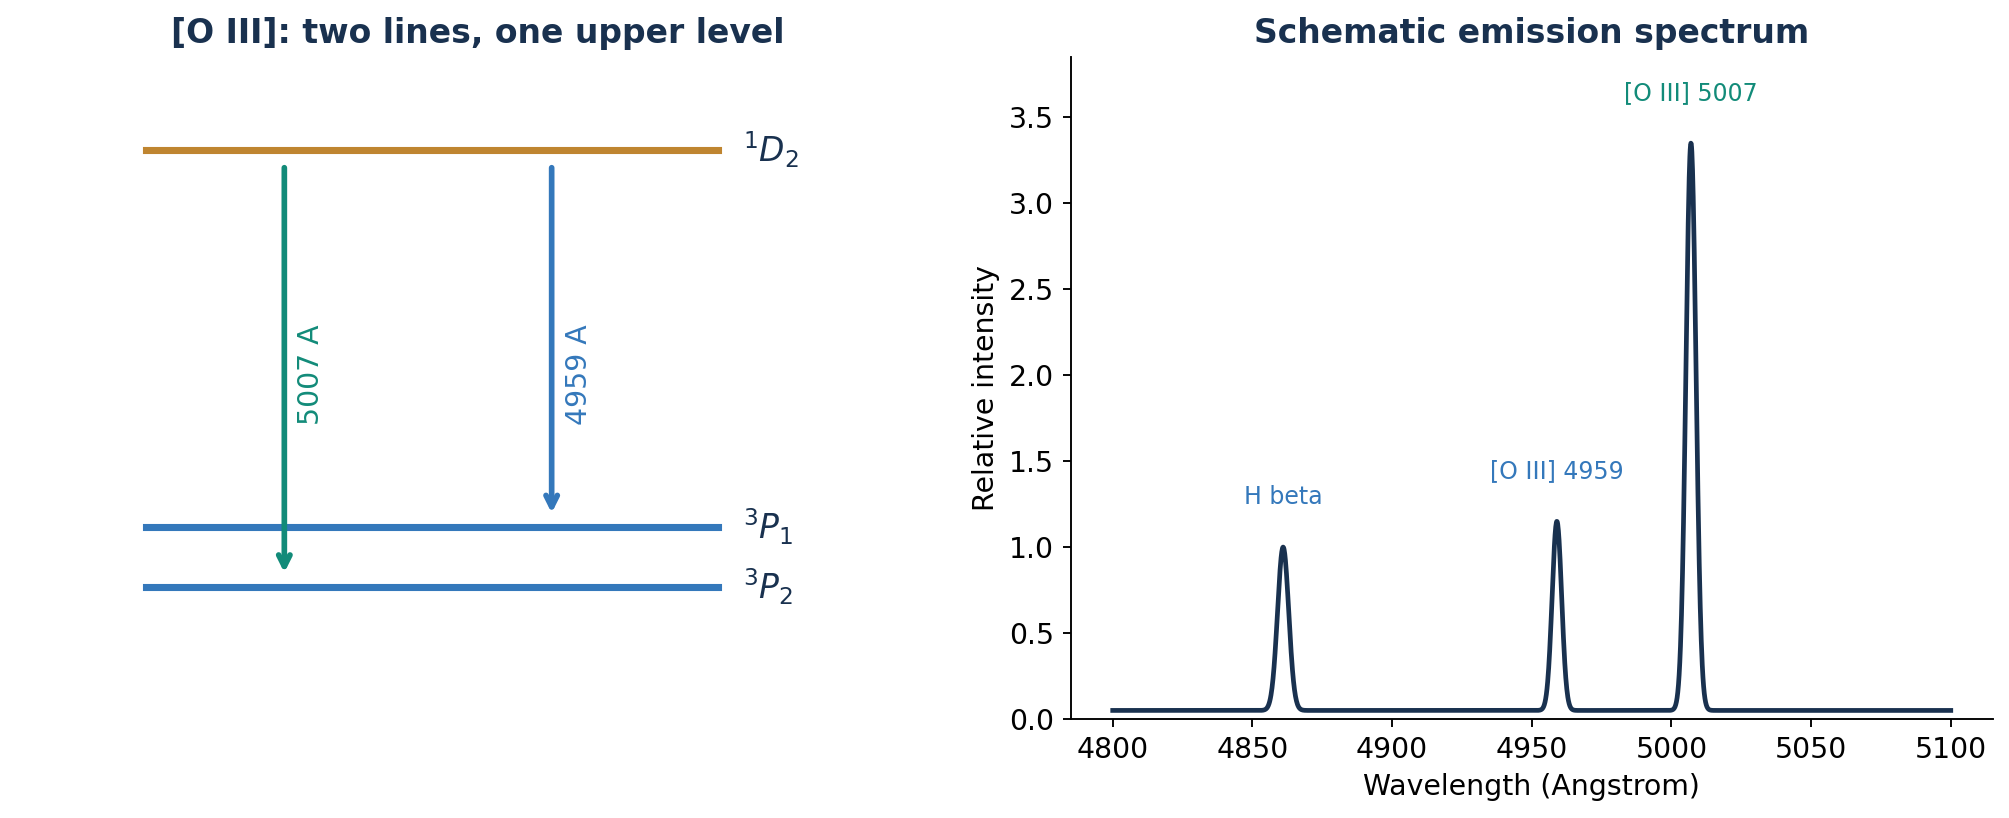 [O III]: two lines, one upper level
¹D₂
5007 A
4959 A
³P₁
³P₂
Schematic emission spectrum
Relative intensity
3.5
3.0
2.5
2.0
1.5
1.0
0.5
0.0
[O III] 5007
[O III] 4959
H beta
4800 4850 4900 4950 5000 5050 5100
Wavelength (Angstrom)